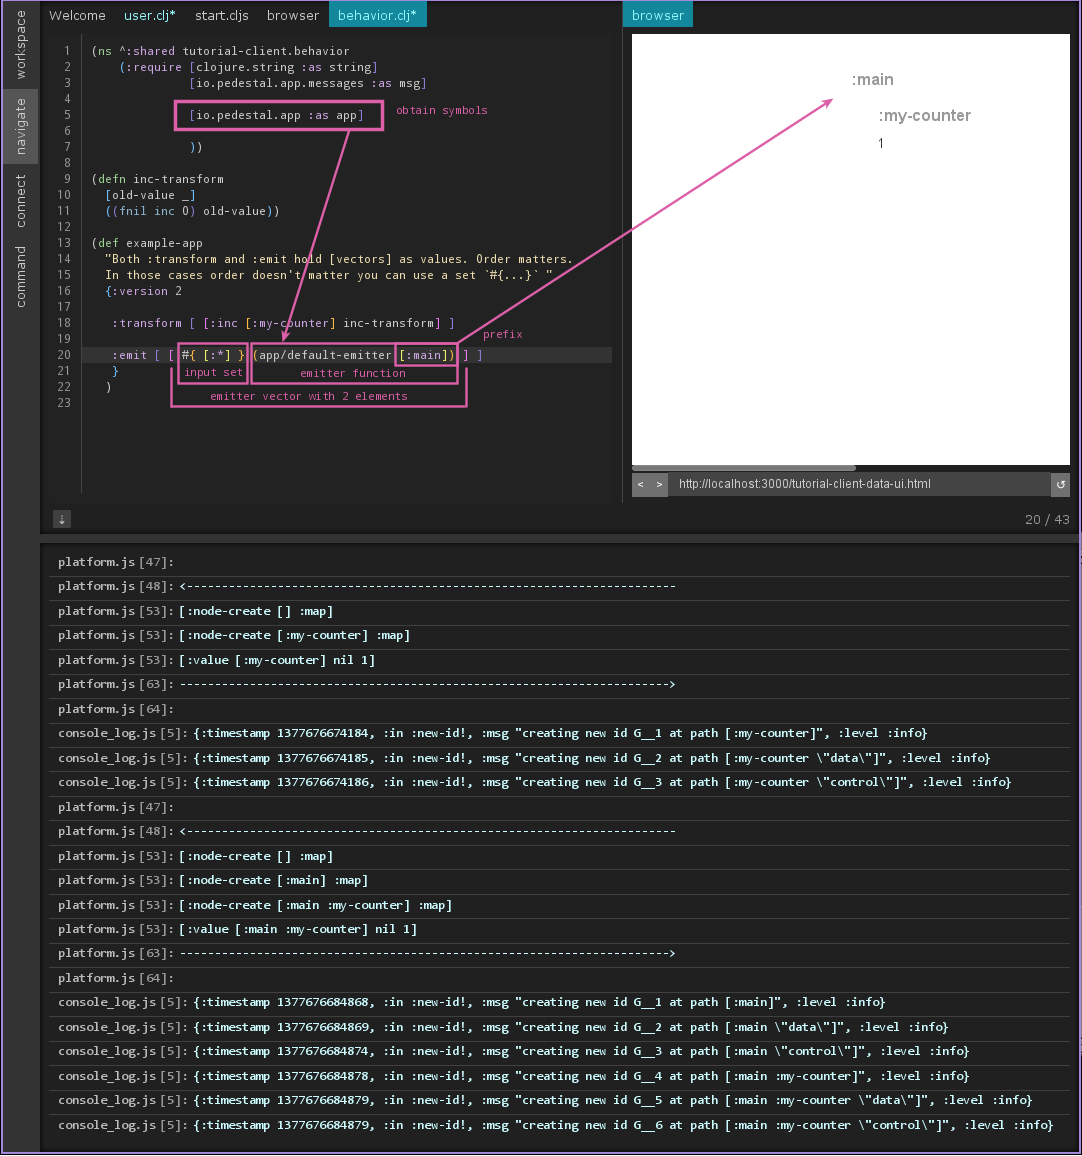 workspace
navigate
connect
command
Welcome user.clj* start.cljs browser behavior.clj*
1 (ns ^:shared tutorial-client.behavior
2 (:require [clojure.string :as string]
3 [io.pedestal.app.messages :as msg]
4
5 [io.pedestal.app :as app] obtain symbols
6
7 ))
8
9 (defn inc-transform
10 [old-value _]
11 ((fnil inc 0) old-value))
12
13 (def example-app
14 "Both :transform and :emit hold [vectors] as values. Order matters.
15 In those cases order doesn't matter you can use a set `#{...}` "
16 {:version 2
17
18 :transform [ [:inc [:my-counter] inc-transform] ]
19 prefix
20 :emit [ [ #{ [:*] } (app/default-emitter [:main]) ] ]
21 } input set emitter function
22 )
emitter vector with 2 elements
23
browser
:main
:my-counter
1
< > http://localhost:3000/tutorial-client-data-ui.html ↺
↓ 20 / 43
platform.js [47]:
platform.js [48]: <----------------------------------------------------------------------
platform.js [53]: [:node-create [] :map]
platform.js [53]: [:node-create [:my-counter] :map]
platform.js [53]: [:value [:my-counter] nil 1]
platform.js [63]: ---------------------------------------------------------------------->
platform.js [64]:
console_log.js [5]: {:timestamp 1377676674184, :in :new-id!, :msg "creating new id G__1 at path [:my-counter]", :level :info}
console_log.js [5]: {:timestamp 1377676674185, :in :new-id!, :msg "creating new id G__2 at path [:my-counter \"data\"]", :level :info}
console_log.js [5]: {:timestamp 1377676674186, :in :new-id!, :msg "creating new id G__3 at path [:my-counter \"control\"]", :level :info}
platform.js [47]:
platform.js [48]: <----------------------------------------------------------------------
platform.js [53]: [:node-create [] :map]
platform.js [53]: [:node-create [:main] :map]
platform.js [53]: [:node-create [:main :my-counter] :map]
platform.js [53]: [:value [:main :my-counter] nil 1]
platform.js [63]: ---------------------------------------------------------------------->
platform.js [64]:
console_log.js [5]: {:timestamp 1377676684868, :in :new-id!, :msg "creating new id G__1 at path [:main]", :level :info}
console_log.js [5]: {:timestamp 1377676684869, :in :new-id!, :msg "creating new id G__2 at path [:main \"data\"]", :level :info}
console_log.js [5]: {:timestamp 1377676684874, :in :new-id!, :msg "creating new id G__3 at path [:main \"control\"]", :level :info}
console_log.js [5]: {:timestamp 1377676684878, :in :new-id!, :msg "creating new id G__4 at path [:main :my-counter]", :level :info}
console_log.js [5]: {:timestamp 1377676684879, :in :new-id!, :msg "creating new id G__5 at path [:main :my-counter \"data\"]", :level :info}
console_log.js [5]: {:timestamp 1377676684879, :in :new-id!, :msg "creating new id G__6 at path [:main :my-counter \"control\"]", :level :info}